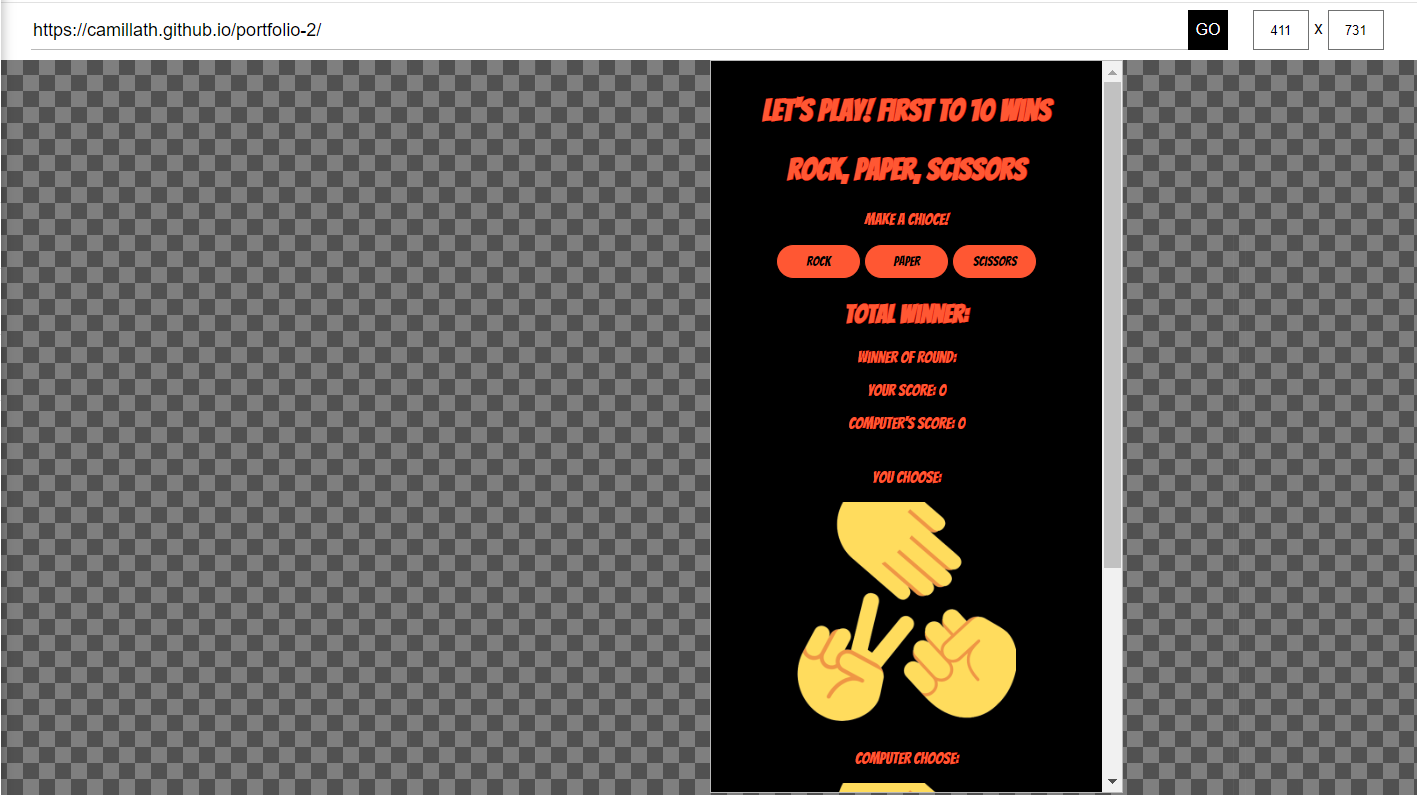 https://camillath.github.io/portfolio-2/ GO 411 x 731
LET'S PLAY! FIRST TO 10 WINS
ROCK, PAPER, SCISSORS
MAKE A CHIOCE!
ROCK PAPER SCISSORS
TOTAL WINNER:
WINNER OF ROUND:
YOUR SCORE: 0
COMPUTER'S SCORE: 0
YOU CHOOSE:
COMPUTER CHOOSE: